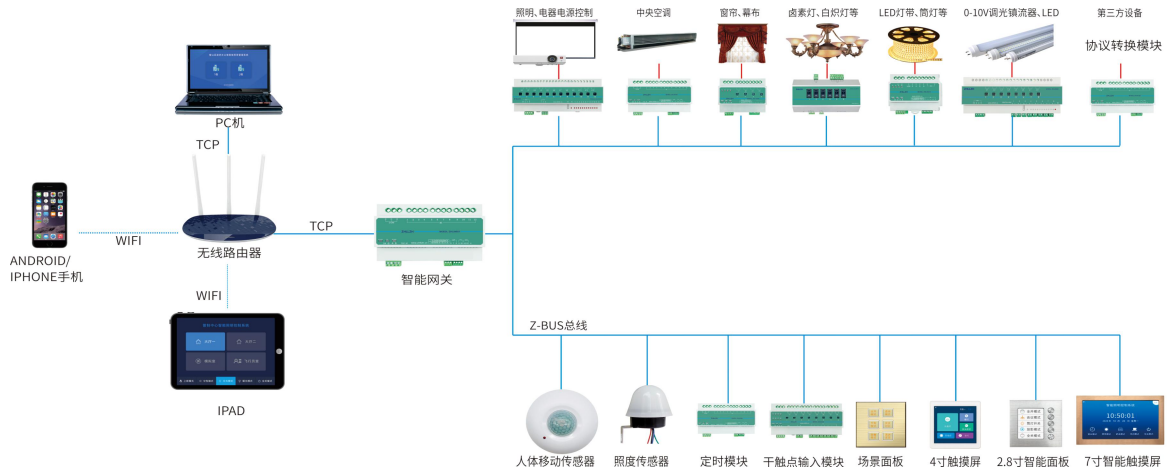 照明、电器电源控制
中央空调
窗帘、幕布
卤素灯、白炽灯等
LED灯带、筒灯等
0-10V调光镇流器、LED
第三方设备
协议转换模块
PC机
TCP
WIFI
TCP
无线路由器
智能网关
ANDROID/
IPHONE手机
WIFI
IPAD
Z-BUS总线
10:50:01
人体移动传感器
照度传感器
定时模块
干触点输入模块
场景面板
4寸触摸屏
2.8寸智能面板
7寸智能触摸屏